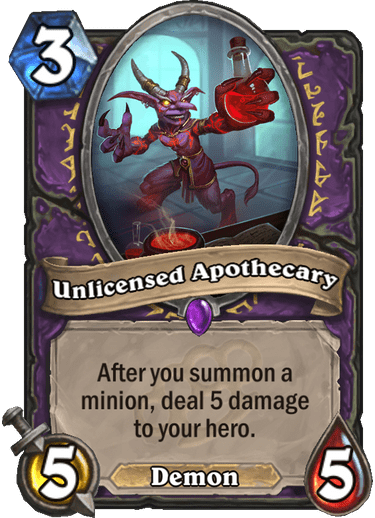 3
Unlicensed Apothecary
After you summon a
minion, deal 5 damage
to your hero.
5
Demon
5